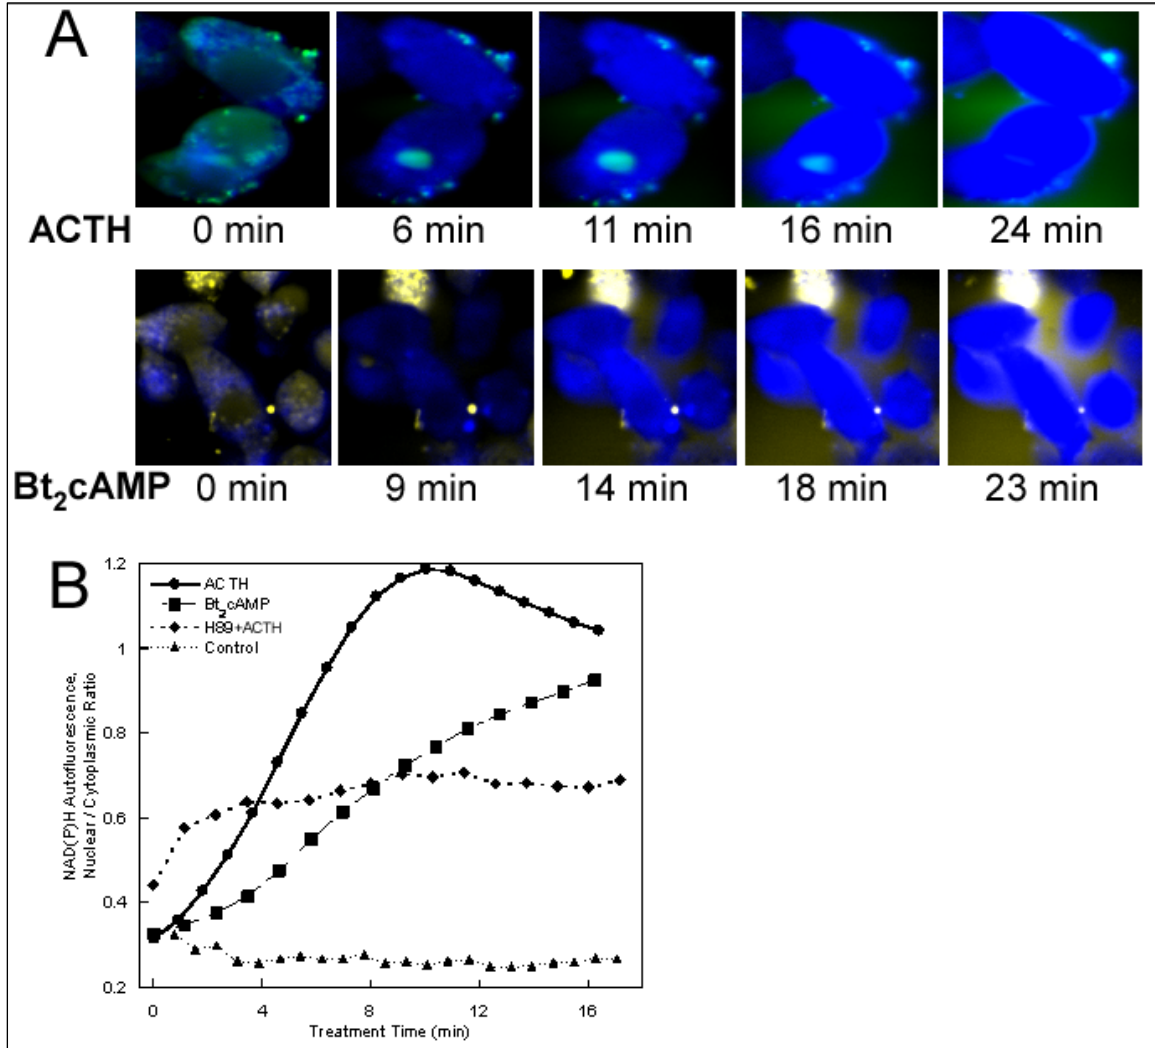 A
ACTH 0 min 6 min 11 min 16 min 24 min
Bt2cAMP 0 min 9 min 14 min 18 min 23 min
B
ACTH
Bt2cAMP
H89+ACTH
Control
1.2
1
0.8
0.6
0.4
0.2
NAD(P)H Autofluorescence,
Nuclear / Cytoplasmic Ratio
0 4 8 12 16
Treatment Time (min)